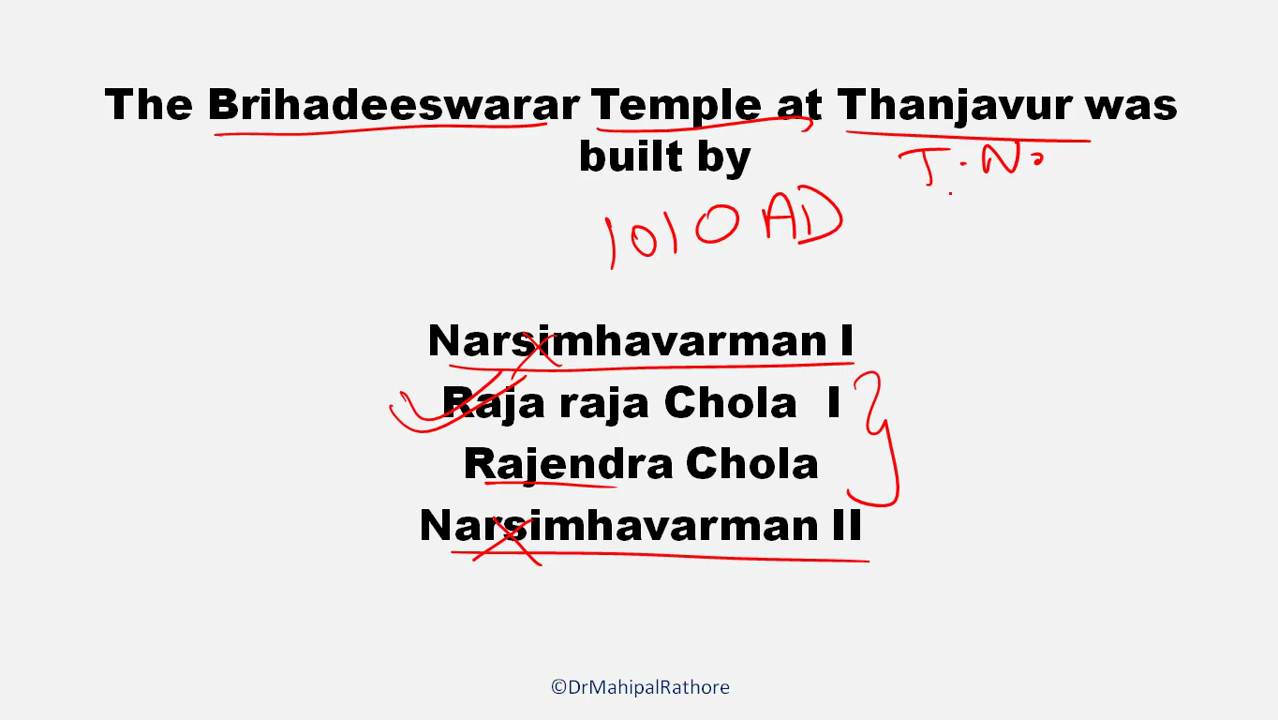 The Brihadeeswarar Temple at Thanjavur was
built by
T. N.
1010 AD
Narsimhavarman I
Raja raja Chola I
Rajendra Chola
Narsimhavarman II
©DrMahipalRathore